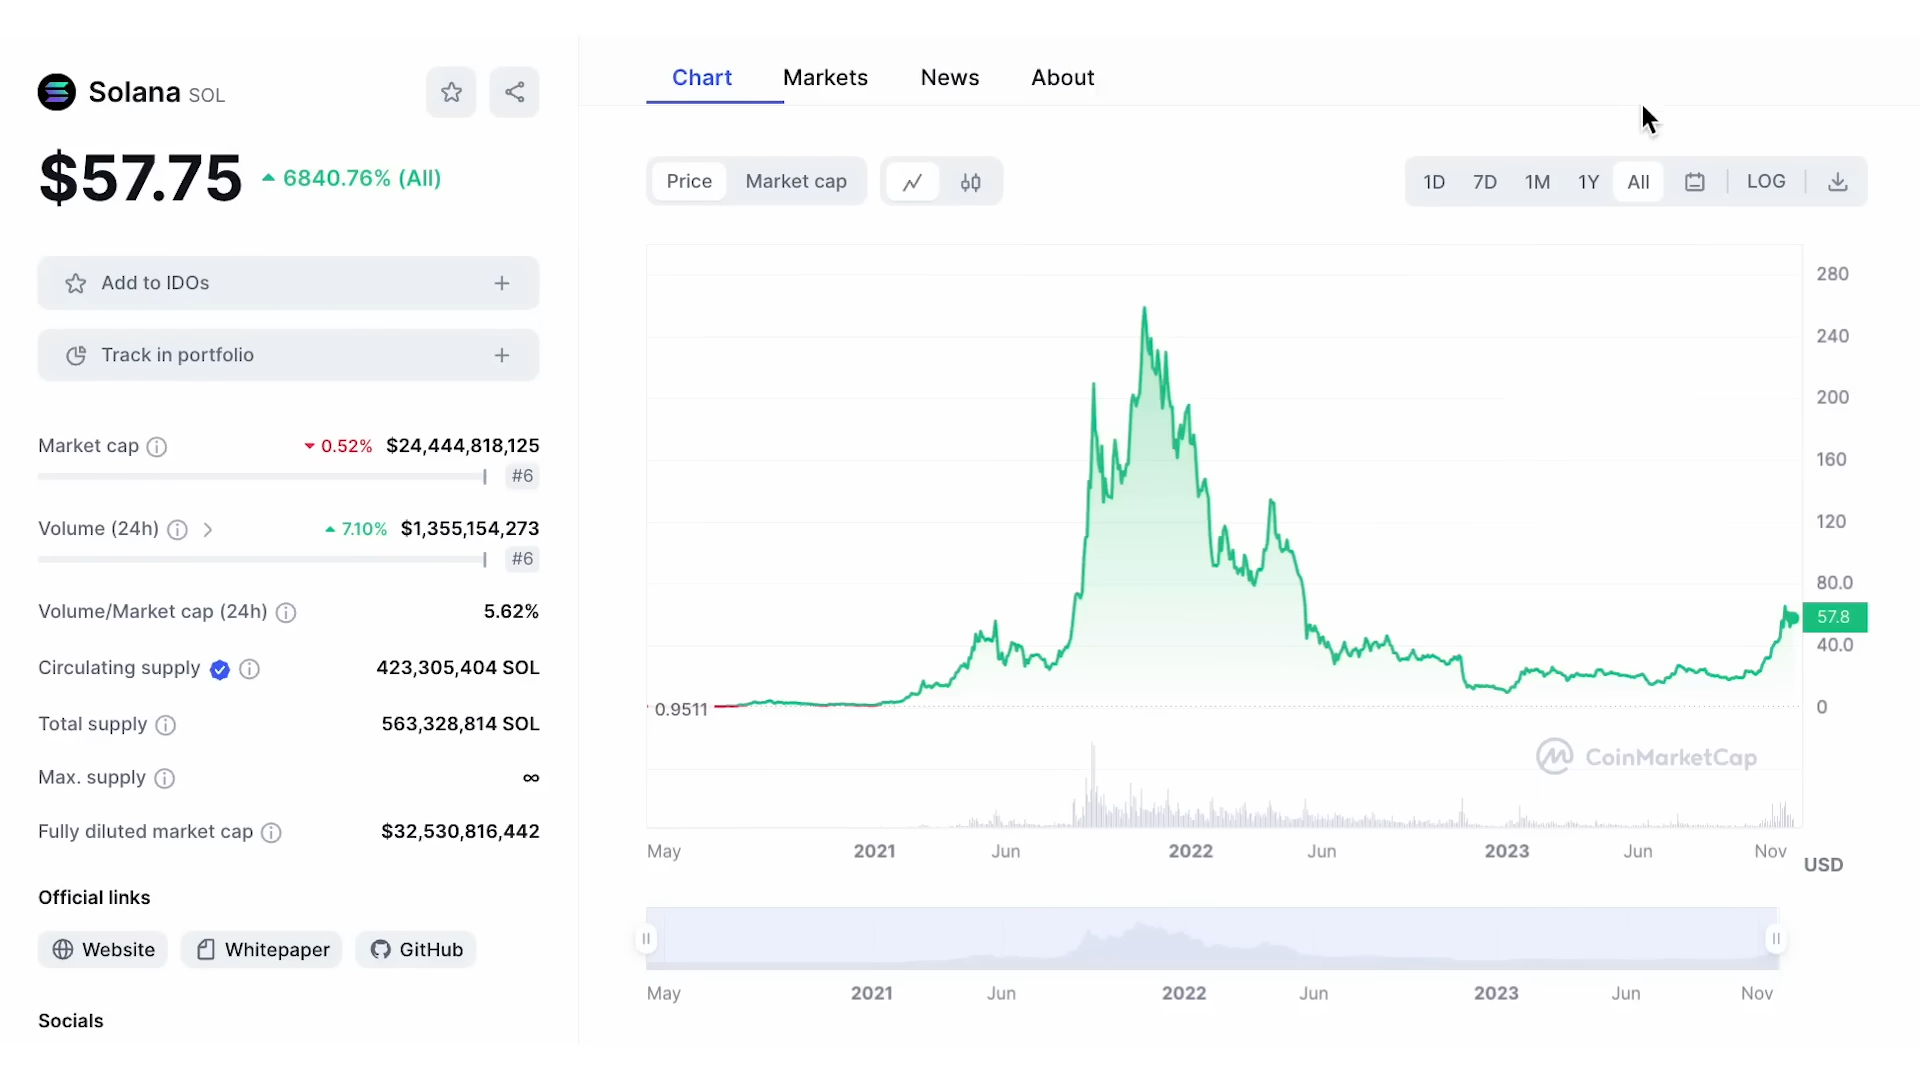 Solana SOL
$57.75 6840.76% (All)
Add to IDOs
Track in portfolio
Market cap 0.52% $24,444,818,125
#6
Volume (24h) 7.10% $1,355,154,273
#6
Volume/Market cap (24h) 5.62%
Circulating supply 423,305,404 SOL
Total supply 563,328,814 SOL
Max. supply ∞
Fully diluted market cap $32,530,816,442
Official links
Website Whitepaper GitHub
Socials
Chart Markets News About
Price Market cap
1D 7D 1M 1Y All LOG
280
240
200
160
120
80.0
57.8
40.0
0
0.9511
CoinMarketCap
May 2021 Jun 2022 Jun 2023 Jun Nov
USD
May 2021 Jun 2022 Jun 2023 Jun Nov